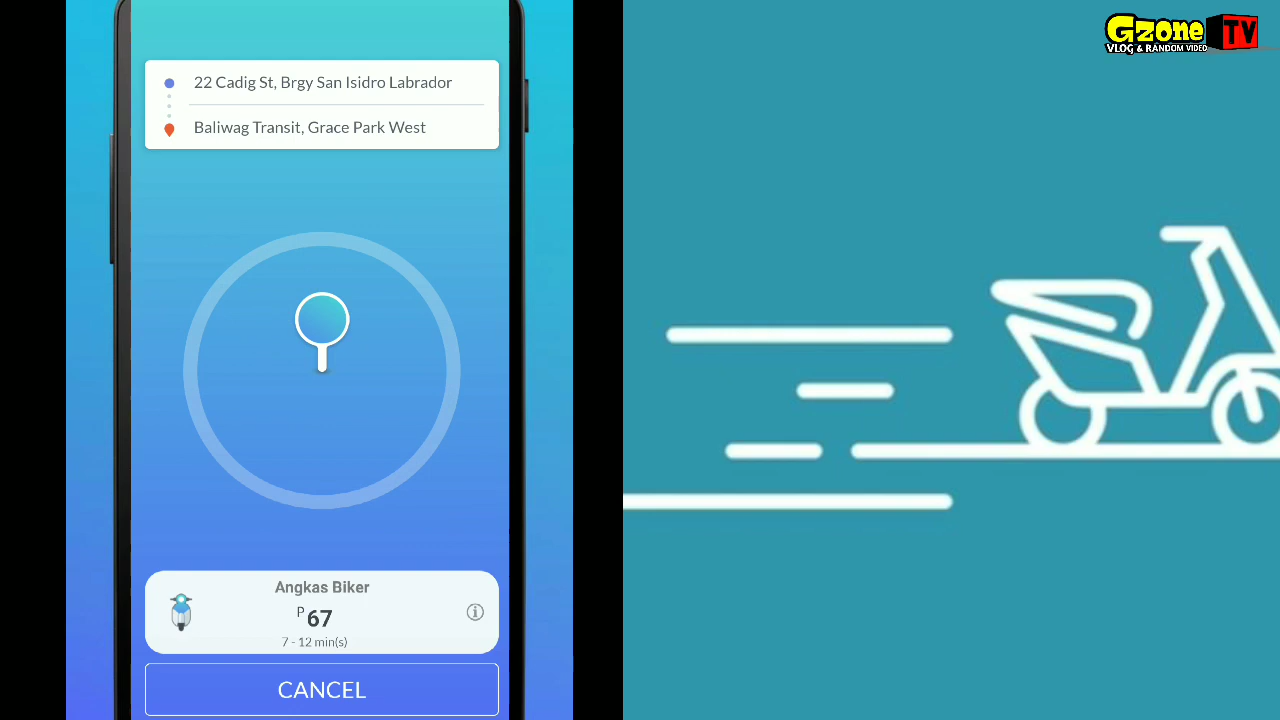 22 Cadig St, Brgy San Isidro Labrador
Baliwag Transit, Grace Park West
Angkas Biker
P 67
7 - 12 min(s)
CANCEL
Gzone TV
VLOG & RANDOM VIDEO